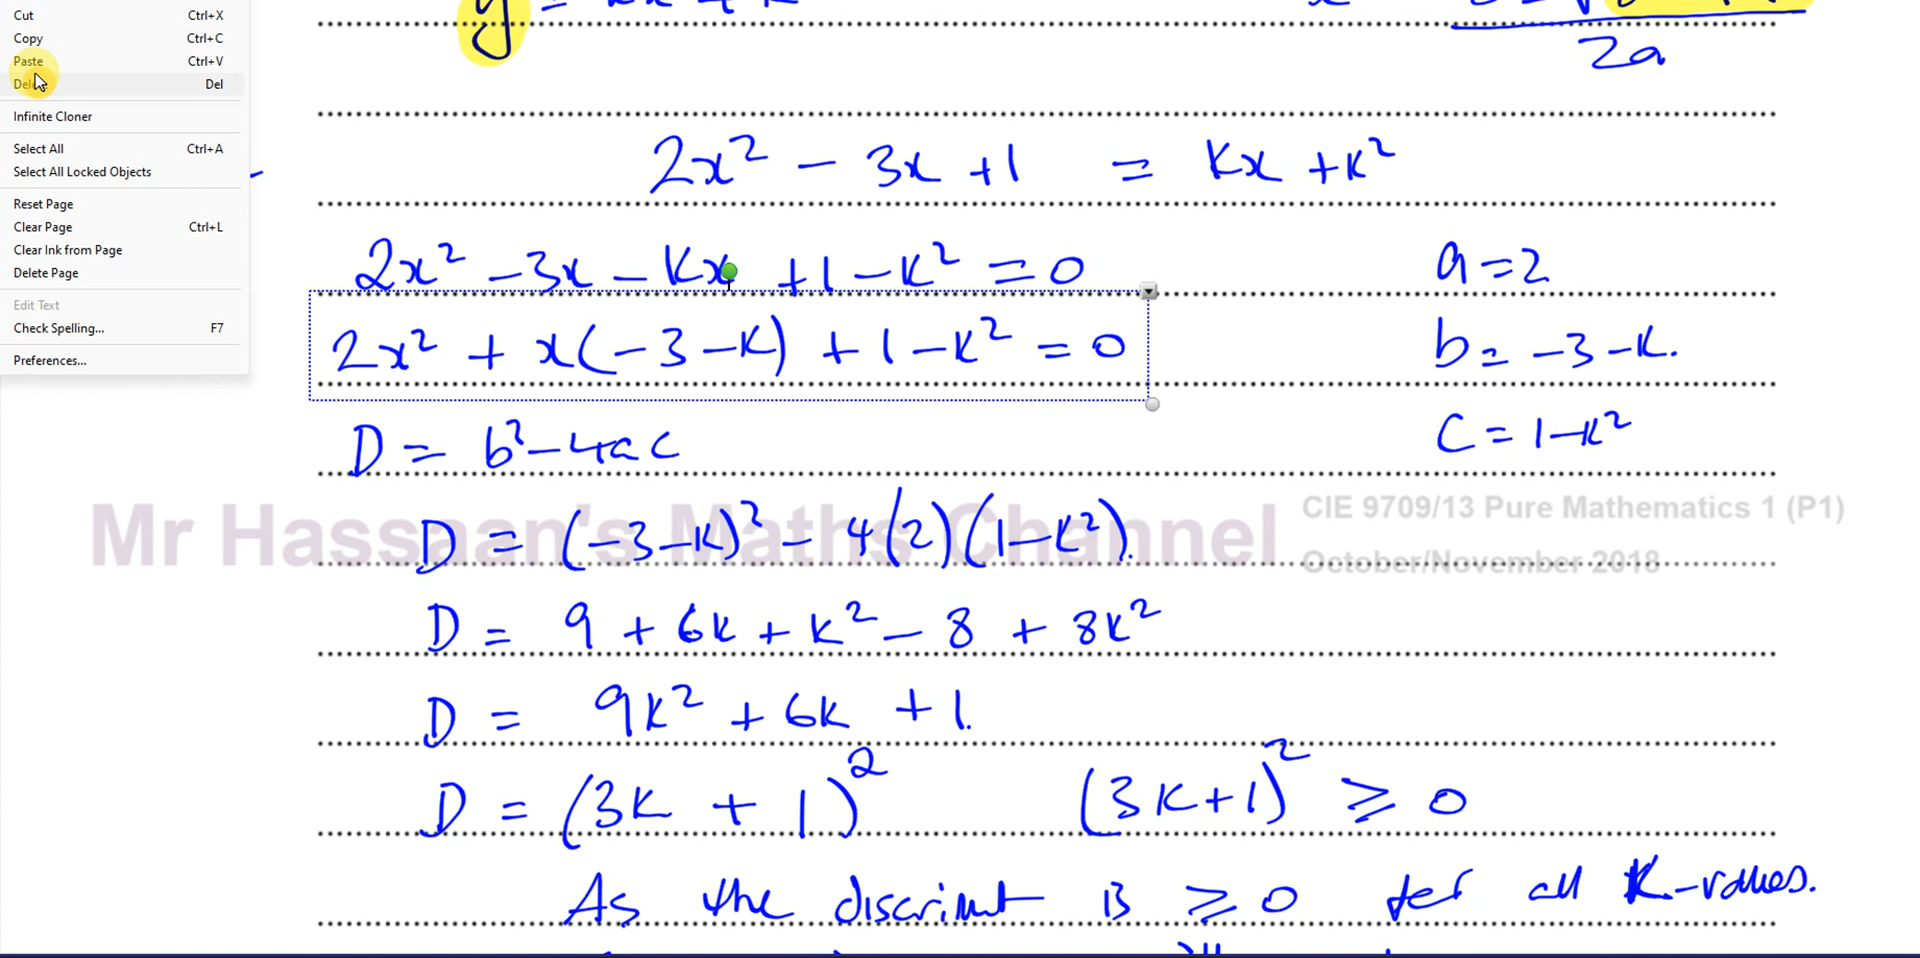 Cut Ctrl+X
Copy Ctrl+C
Paste Ctrl+V
Del
Infinite Cloner
Select All Ctrl+A
Select All Locked Objects
Reset Page
Clear Page Ctrl+L
Clear Ink from Page
Delete Page
Edit Text
Check Spelling... F7
Preferences...
2a
2x² - 3x + 1 = kx + k²
2x² - 3x - kx + 1 - k² = 0
a = 2
2x² + x(-3 - k) + 1 - k² = 0
b = -3 - k.
D = b² - 4ac
c = 1 - k²
Mr Hassaan's Maths Channel
CIE 9709/13 Pure Mathematics 1 (P1)
October/November 2018
D = (-3 - k)² - 4(2)(1 - k²).
D = 9 + 6k + k² - 8 + 8k²
D = 9k² + 6k + 1.
D = (3k + 1)² (3k + 1)² ≥ 0
As the discrimt is ≥ 0 for all k-values.